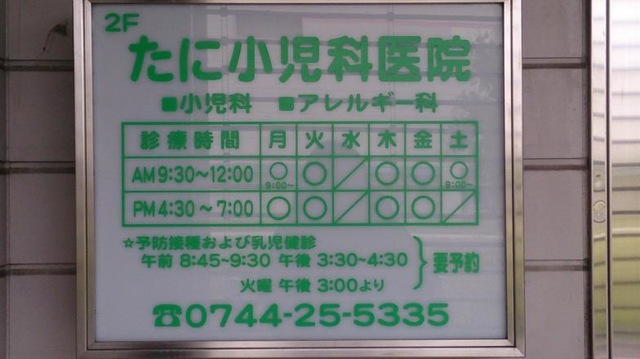 2F
たに小児科医院
■小児科 ■アレルギー科
診療時間 月 火 水 木 金 土
AM9:30~12:00 ○ 9:00~ ○ ／ ○ ○ ○ 9:00~
PM4:30~7:00 ○ ○ ／ ○ ○ ／
☆予防接種および乳児健診
午前 8:45~9:30 午後 3:30~4:30 要予約
火曜 午後 3:00より
☎0744-25-5335